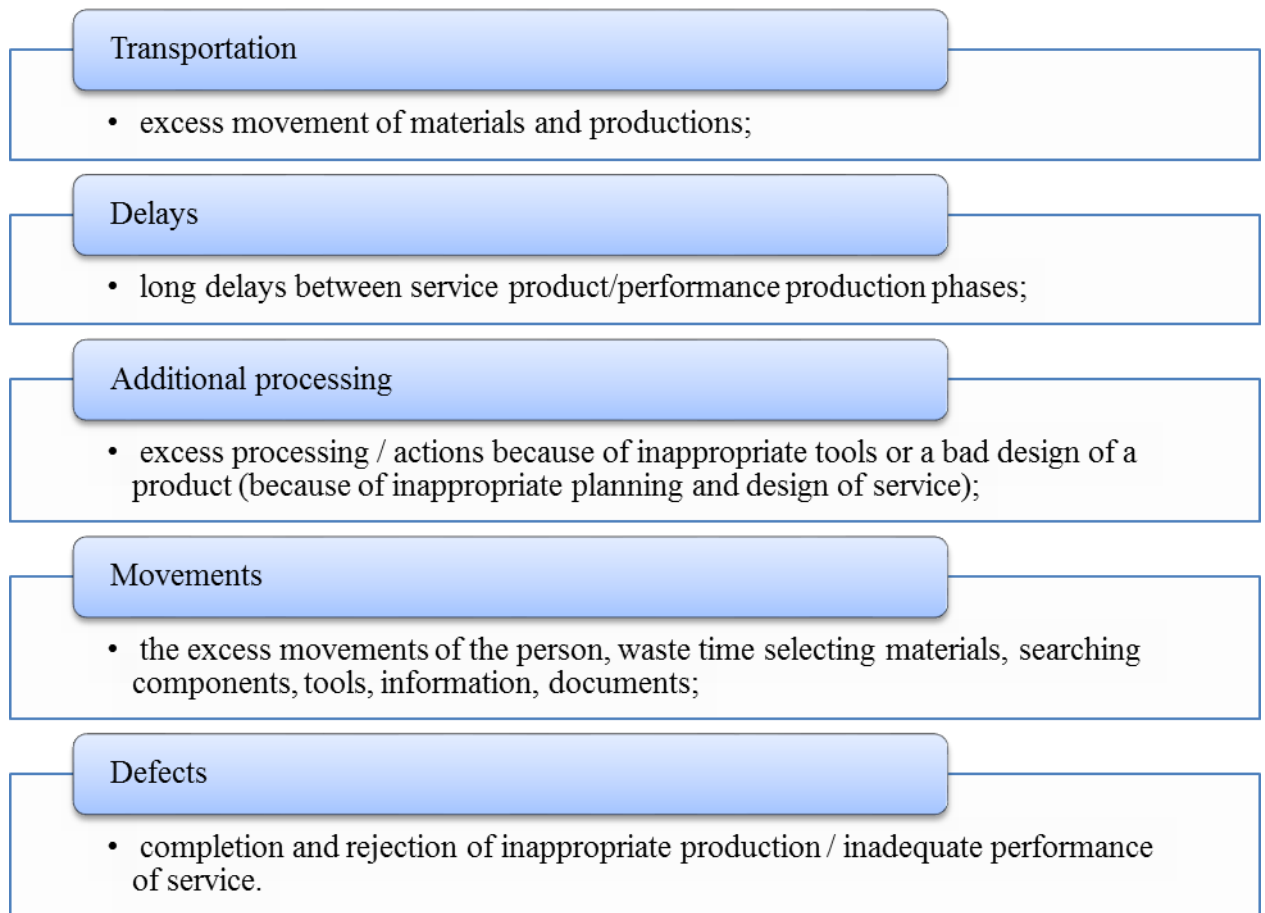 Transportation
• excess movement of materials and productions;
Delays
• long delays between service product/performance production phases;
Additional processing
• excess processing / actions because of inappropriate tools or a bad design of a
product (because of inappropriate planning and design of service);
Movements
• the excess movements of the person, waste time selecting materials, searching
components, tools, information, documents;
Defects
• completion and rejection of inappropriate production / inadequate performance
of service.